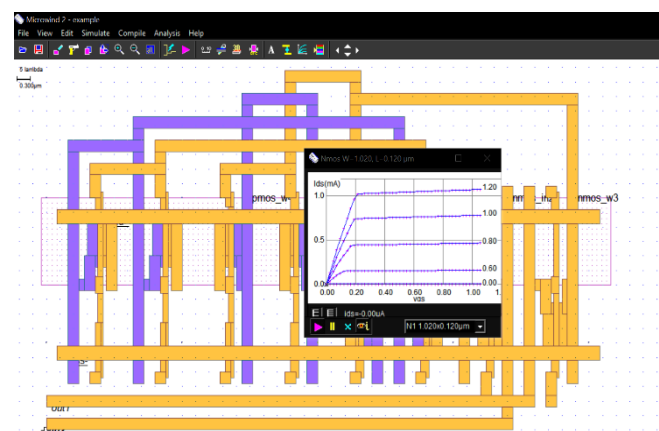 Microwind 2 - example
File View Edit Simulate Compile Analysis Help
5 lambda
0.300µm
pmos_w-
nmos_w3
Nmos W- 1.020, L- 0.120 µm
Ids(mA)
1.0
0.5
0.0
1.20
1.00
0.80
0.60
0.00
0.00 0.20 0.40 0.60 0.80 1.00 1.
vds
Ids=-0.00uA
N1 1.020x0.120µm
out1